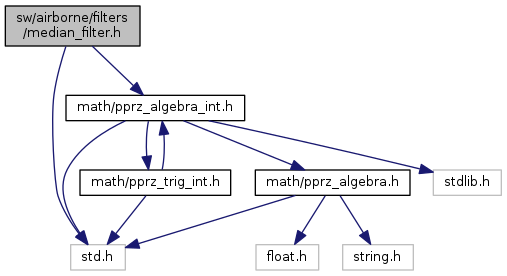 sw/airborne/filters
/median_filter.h
math/pprz_algebra_int.h
math/pprz_trig_int.h
math/pprz_algebra.h
stdlib.h
std.h
float.h
string.h